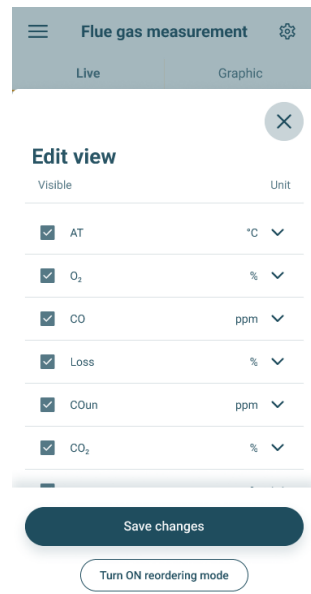 Flue gas measurement
Live Graphic
Edit view
Visible Unit
AT °C
O₂ %
CO ppm
Loss %
COun ppm
CO₂ %
Save changes
Turn ON reordering mode